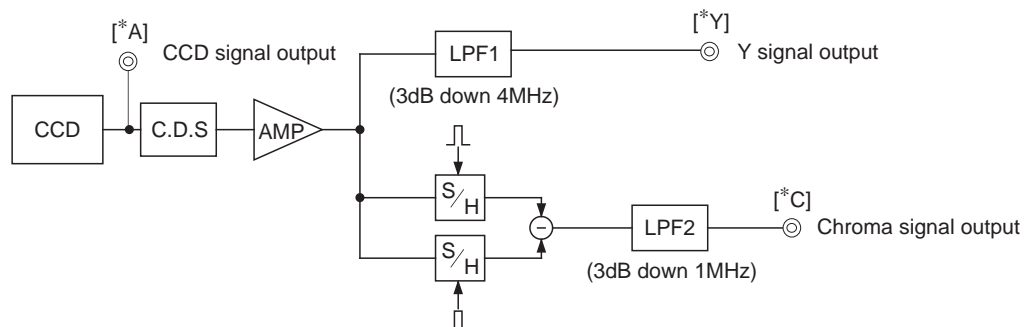 [*A]
CCD signal output
[*Y]
LPF1
Y signal output
(3dB down 4MHz)
CCD
C.D.S
AMP
S/H
[*C]
S/H
LPF2
Chroma signal output
(3dB down 1MHz)